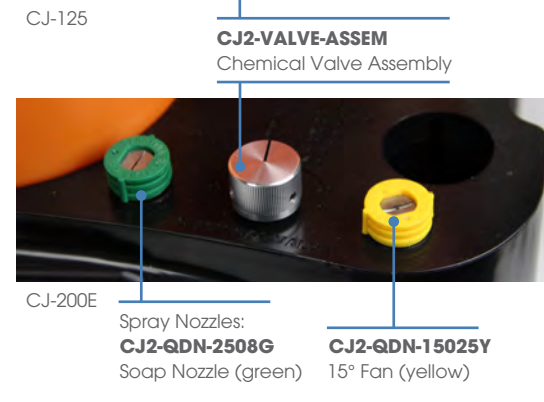 CJ-125
CJ2-VALVE-ASSEM
Chemical Valve Assembly
CJ-200E
Spray Nozzles:
CJ2-QDN-2508G
Soap Nozzle (green)
CJ2-QDN-15025Y
15° Fan (yellow)